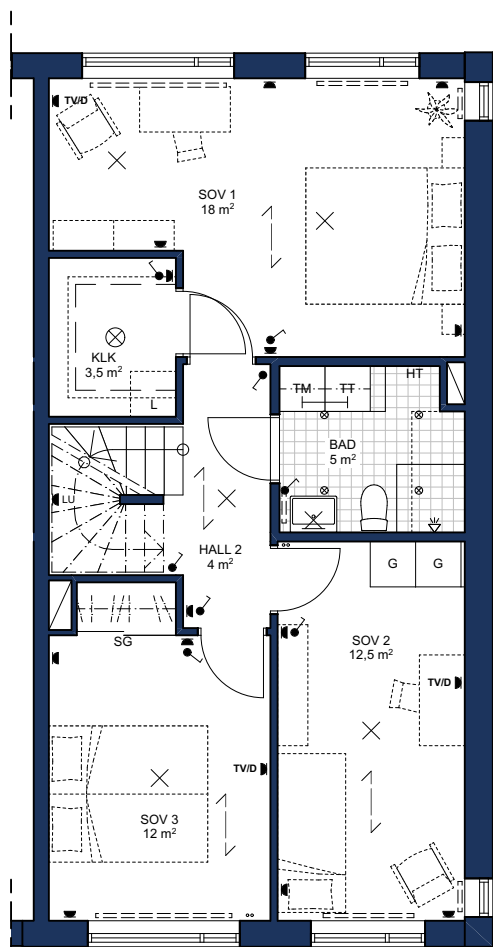 TV/D
SOV 1
18 m²
KLK
3,5 m²
L
TM
TT
HT
BAD
5 m²
LU
HALL 2
4 m²
G
G
SG
SOV 2
12,5 m²
TV/D
TV/D
SOV 3
12 m²